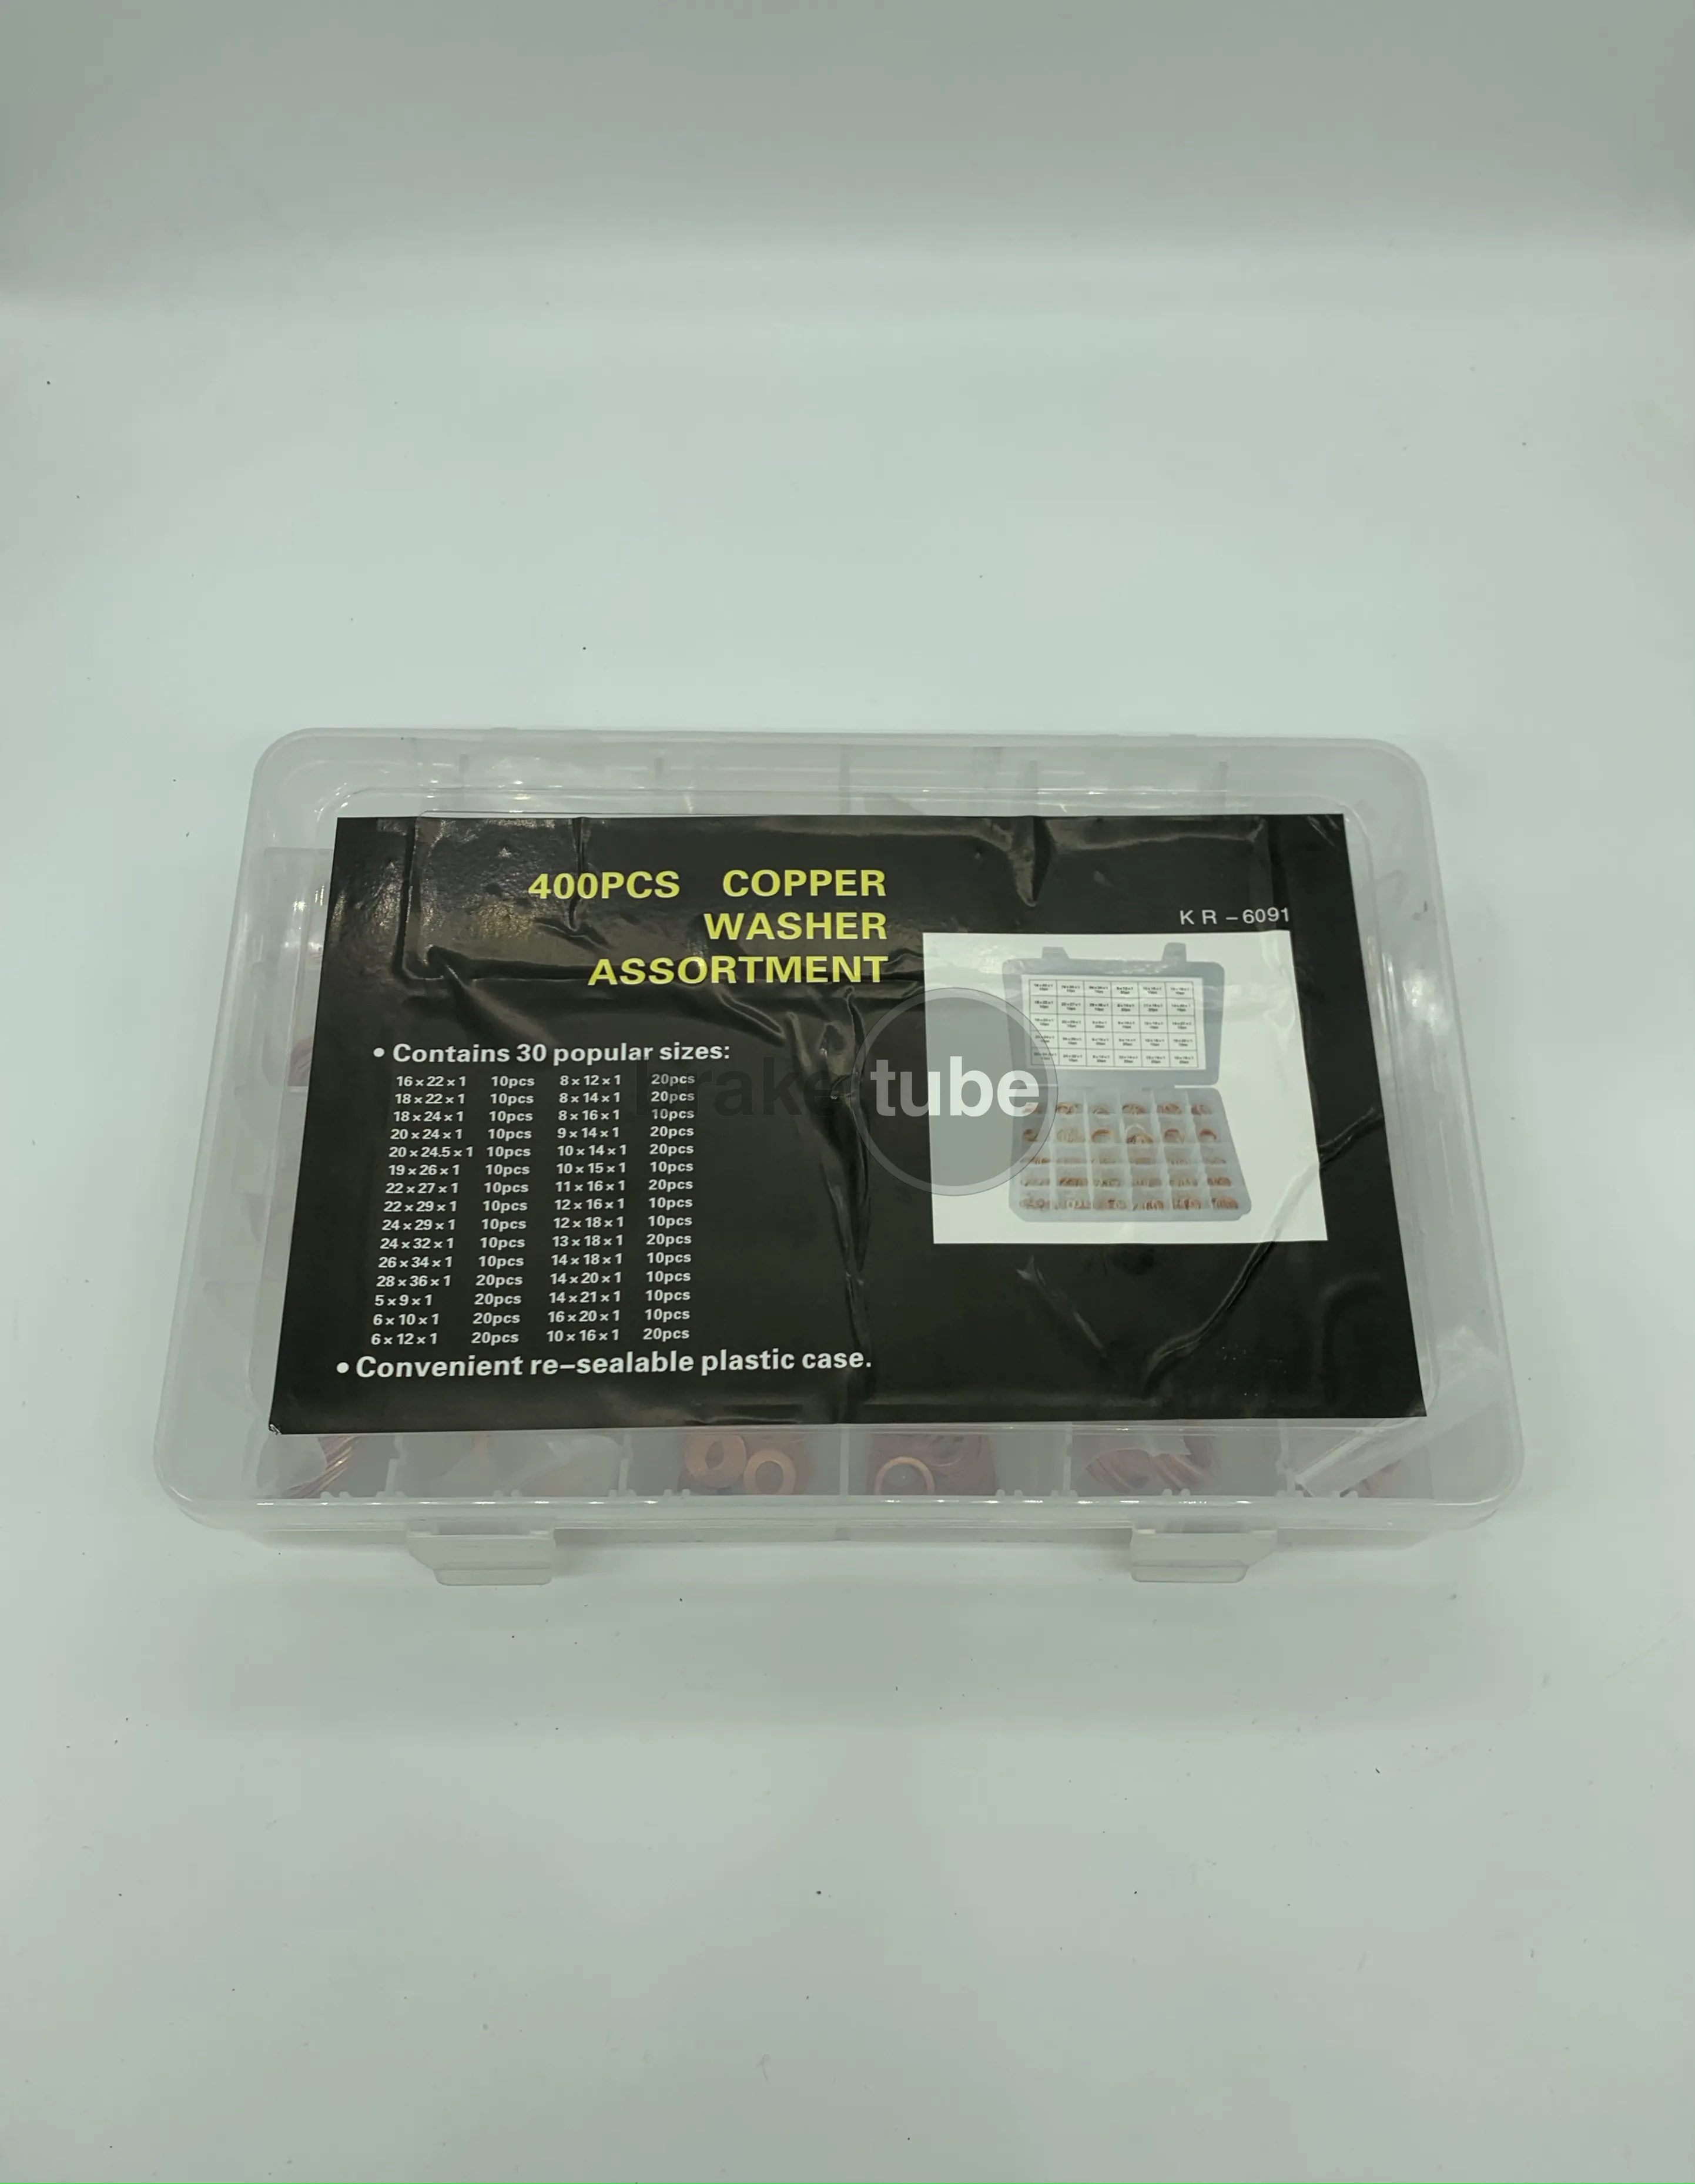 400PCS COPPER
WASHER
ASSORTMENT
KR-6091
• Contains 30 popular sizes:
16 x 22 x 1 10pcs 8 x 12 x 1 20pcs
18 x 22 x 1 10pcs 8 x 14 x 1 20pcs
18 x 24 x 1 10pcs 8 x 16 x 1 10pcs
20 x 24 x 1 10pcs 9 x 14 x 1 20pcs
20 x 24.5 x 1 10pcs 10 x 14 x 1 20pcs
19 x 26 x 1 10pcs 10 x 15 x 1 10pcs
22 x 27 x 1 10pcs 11 x 16 x 1 20pcs
22 x 29 x 1 10pcs 12 x 16 x 1 10pcs
24 x 29 x 1 10pcs 12 x 18 x 1 10pcs
24 x 32 x 1 10pcs 13 x 18 x 1 20pcs
26 x 34 x 1 10pcs 14 x 18 x 1 10pcs
28 x 36 x 1 20pcs 14 x 20 x 1 10pcs
5 x 9 x 1 20pcs 14 x 21 x 1 10pcs
6 x 10 x 1 20pcs 16 x 20 x 1 10pcs
6 x 12 x 1 20pcs 10 x 16 x 1 20pcs
• Convenient re-sealable plastic case.
brake tube